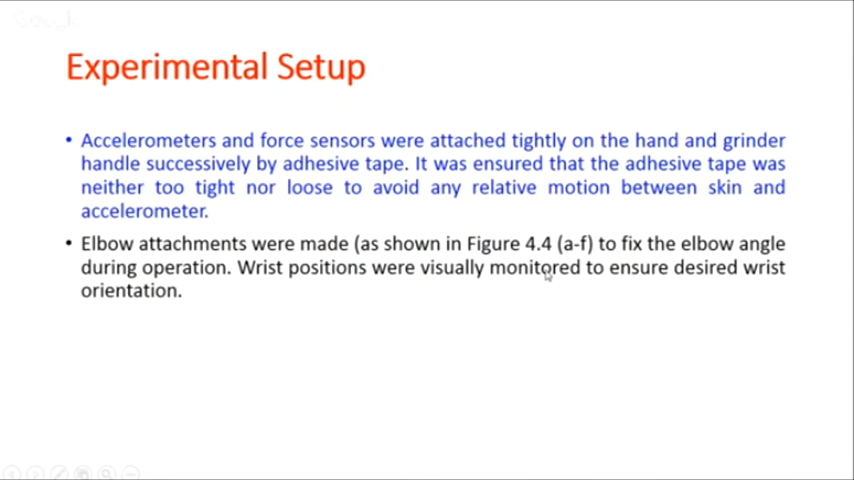 Experimental Setup
• Accelerometers and force sensors were attached tightly on the hand and grinder
handle successively by adhesive tape. It was ensured that the adhesive tape was
neither too tight nor loose to avoid any relative motion between skin and
accelerometer.
• Elbow attachments were made (as shown in Figure 4.4 (a-f) to fix the elbow angle
during operation. Wrist positions were visually monitored to ensure desired wrist
orientation.